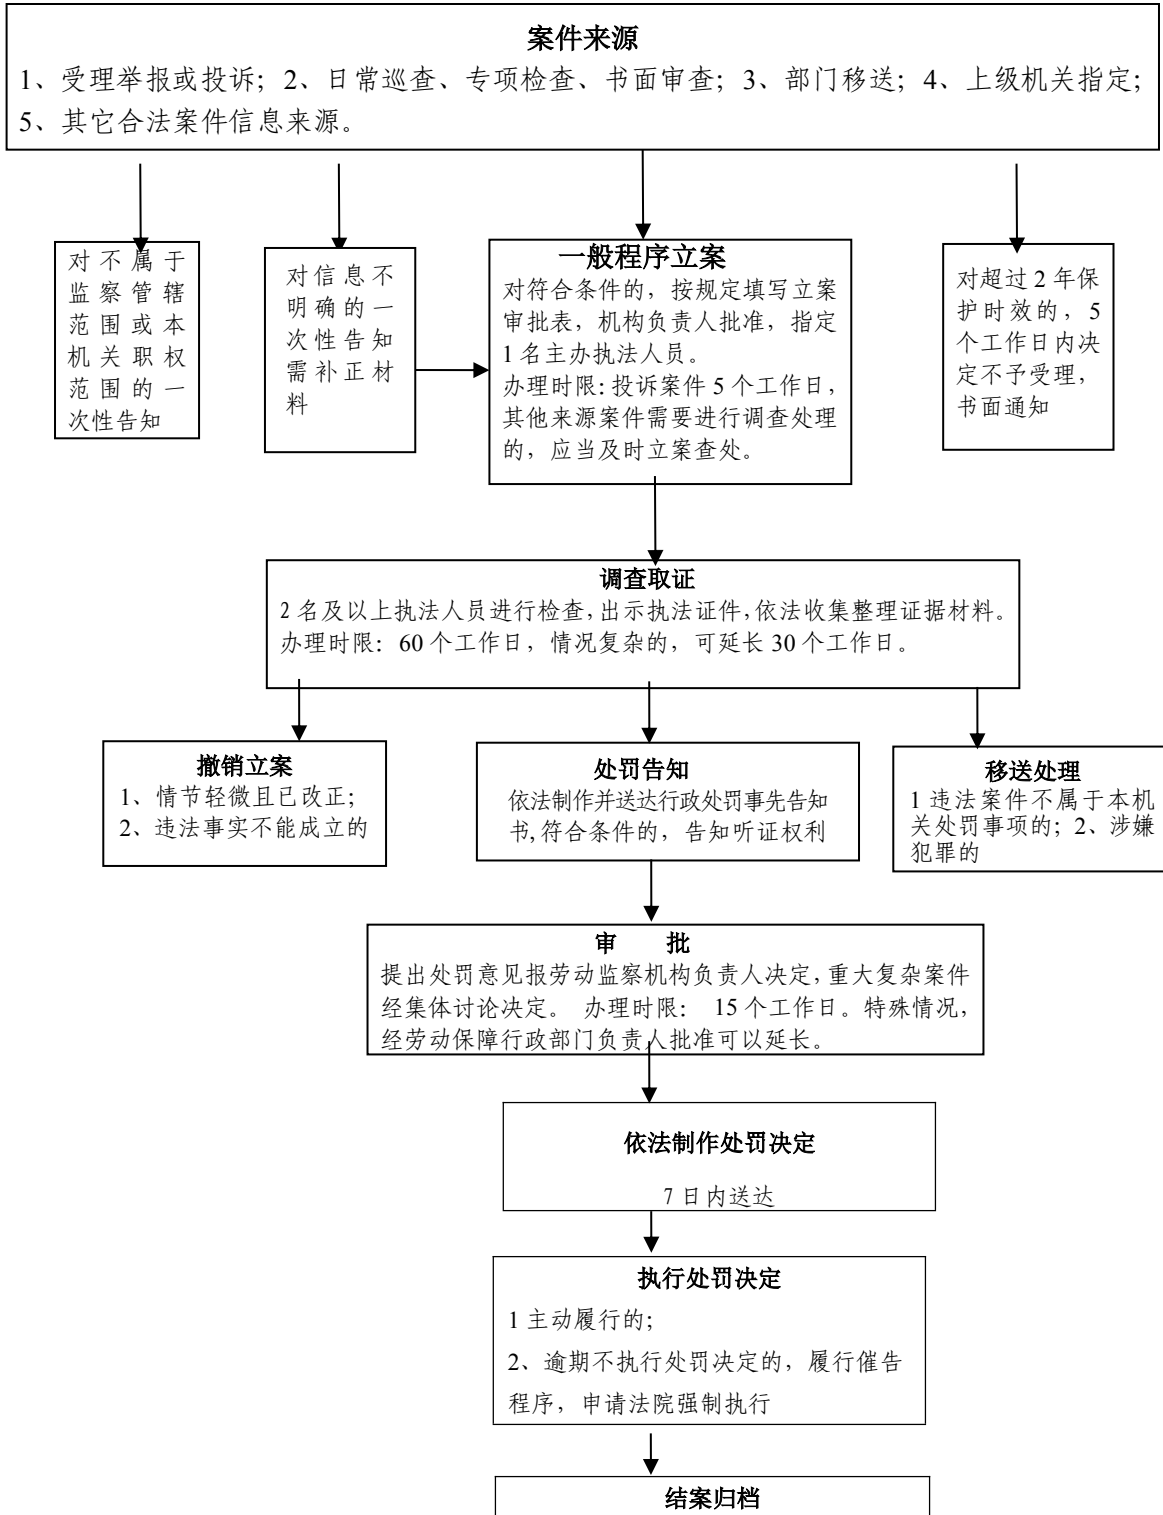 案件来源
1、受理举报或投诉；2、日常巡查、专项检查、书面审查；3、部门移送；4、上级机关指定；
5、其它合法案件信息来源。
对不属于
监察管辖
范围或本
机关职权
范围的一
次性告知
对信息不
明确的一
次性告知
需补正材
料
一般程序立案
对符合条件的，按规定填写立案
审批表，机构负责人批准，指定
1名主办执法人员。
办理时限：投诉案件5个工作日，
其他来源案件需要进行调查处理
的，应当及时立案查处。
对超过2年保
护时效的，5
个工作日内决
定不予受理，
书面通知
调查取证
2名及以上执法人员进行检查，出示执法证件，依法收集整理证据材料。
办理时限：60个工作日，情况复杂的，可延长30个工作日。
撤销立案
1、情节轻微且已改正；
2、违法事实不能成立的
处罚告知
依法制作并送达行政处罚事先告知
书，符合条件的，告知听证权利
移送处理
1违法案件不属于本机
关处罚事项的；2、涉嫌
犯罪的
审 批
提出处罚意见报劳动监察机构负责人决定，重大复杂案件
经集体讨论决定。 办理时限： 15个工作日。特殊情况，
经劳动保障行政部门负责人批准可以延长。
依法制作处罚决定
7日内送达
执行处罚决定
1主动履行的；
2、逾期不执行处罚决定的，履行催告
程序，申请法院强制执行
结案归档